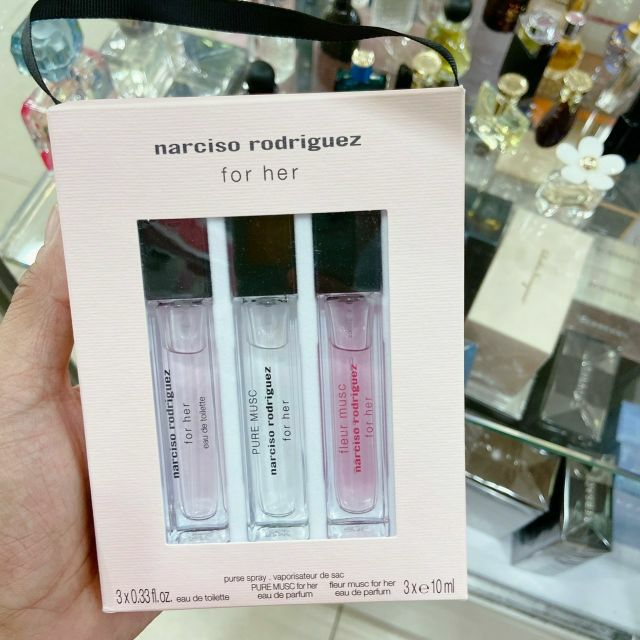 narciso rodriguez
for her
narciso rodriguez
for her
eau de toilette
PURE MUSC
narciso rodriguez
for her
fleur musc
narciso rodriguez
for her
purse spray . vaporisateur de sac
3 x 0.33 fl.oz. eau de toilette PURE MUSC for her eau de parfum fleur musc for her eau de parfum 3 x e 10 ml